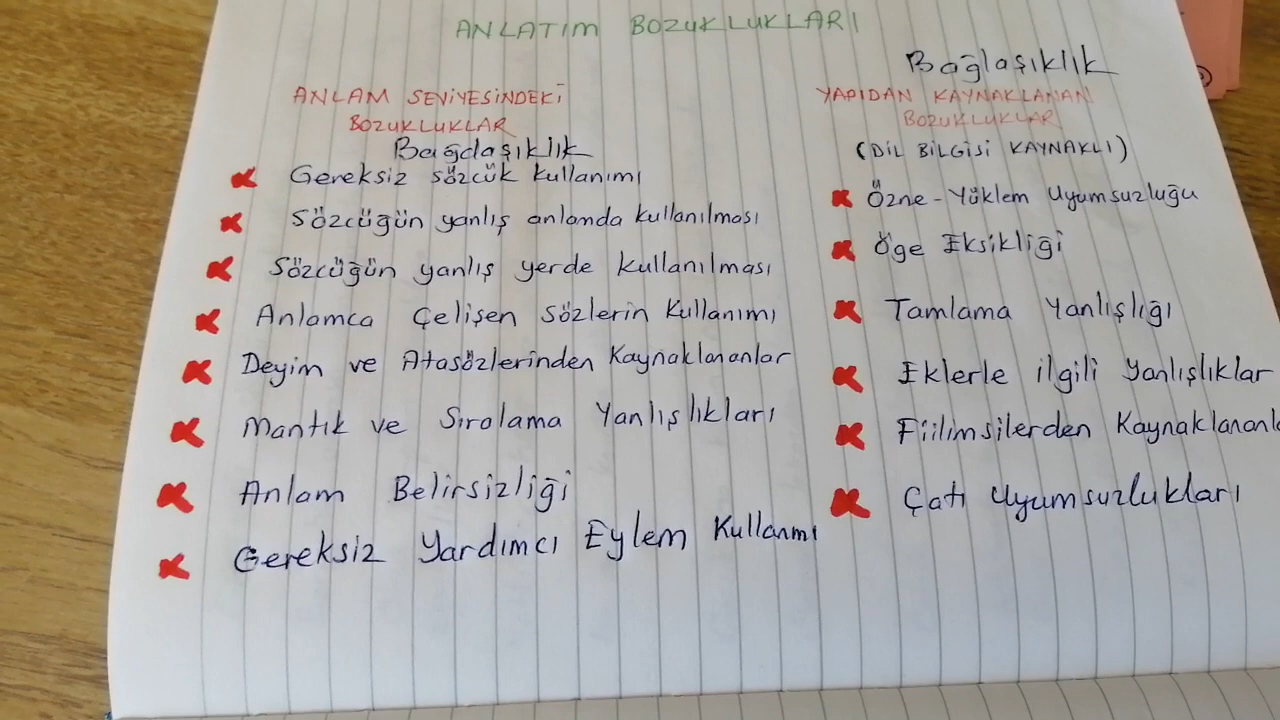 ANLATIM BOZUKLUKLARI
ANLAM SEVİYESİNDEKİ
BOZUKLUKLAR
Bağdaşıklık
Gereksiz sözcük kullanımı
Sözcüğün yanlış anlamda kullanılması
Sözcüğün yanlış yerde kullanılması
Anlamca Çelişen sözlerin Kullanımı
Deyim ve Atasözlerinden Kaynaklananlar
Mantık ve Sıralama Yanlışlıkları
Anlam Belirsizliği
Gereksiz Yardımcı Eylem Kullanmı
Bağlaşıklık
YAPIDAN KAYNAKLANAN
BOZUKLUKLAR
(DİL BİLGİSİ KAYNAKLI)
Özne-Yüklem Uyumsuzluğu
Öge Eksikliği
Tamlama Yanlışlığı
Eklerle ilgili Yanlışlıklar
Fiilimsilerden Kaynaklananl
Çatı Uyumsuzlukları